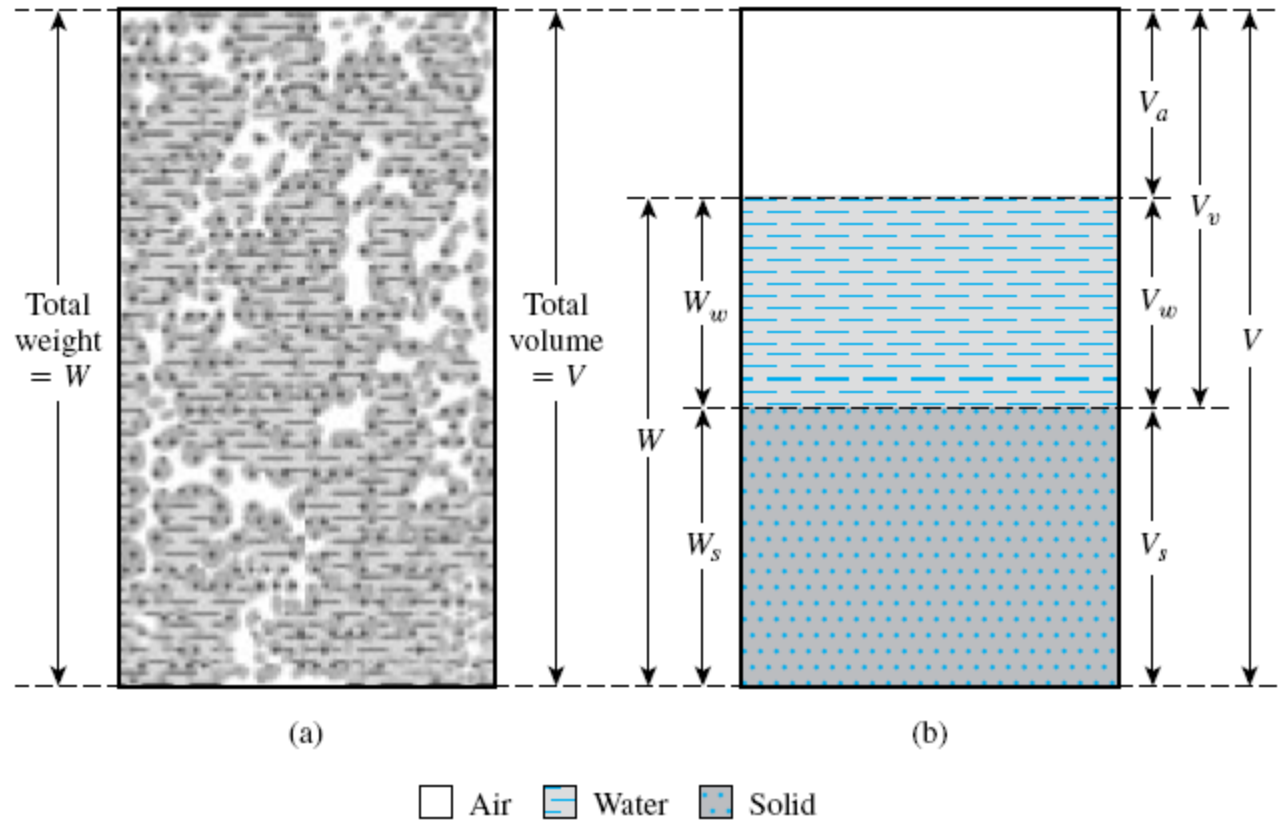 Total
weight
= W
Total
volume
= V
W
W_w
W_s
V_a
V_w
V_s
V_v
V
(a)
(b)
Air
Water
Solid